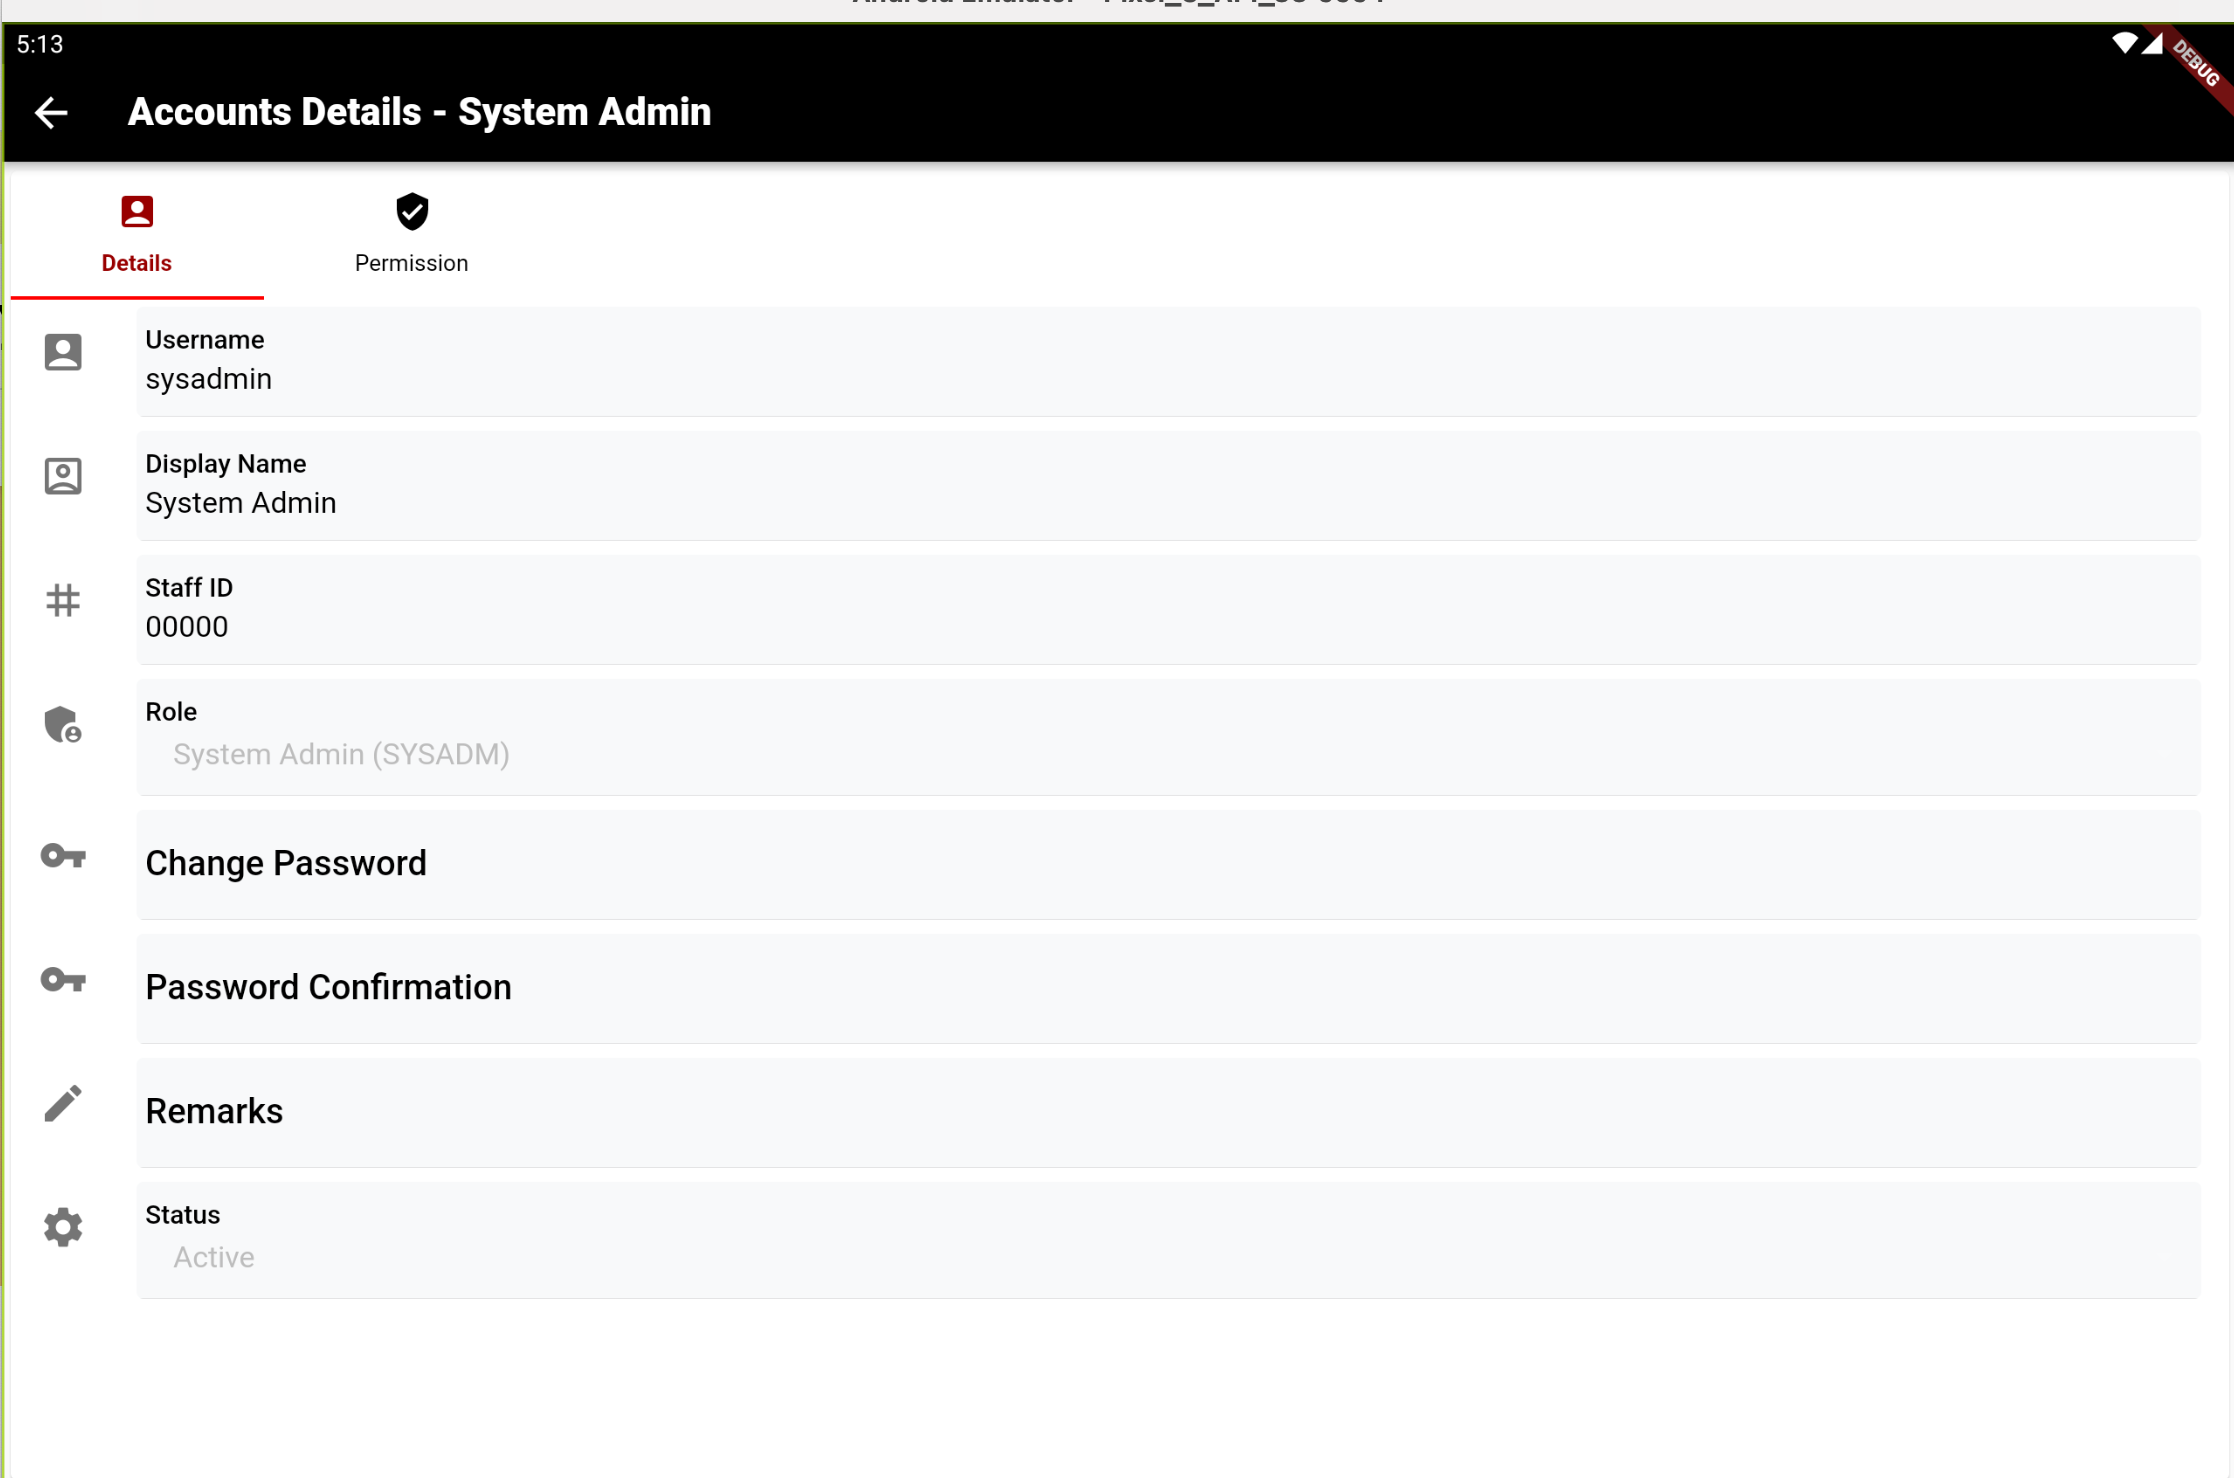 5:13
DEBUG
Accounts Details - System Admin
Details
Permission
Username
sysadmin
Display Name
System Admin
Staff ID
00000
Role
System Admin (SYSADM)
Change Password
Password Confirmation
Remarks
Status
Active